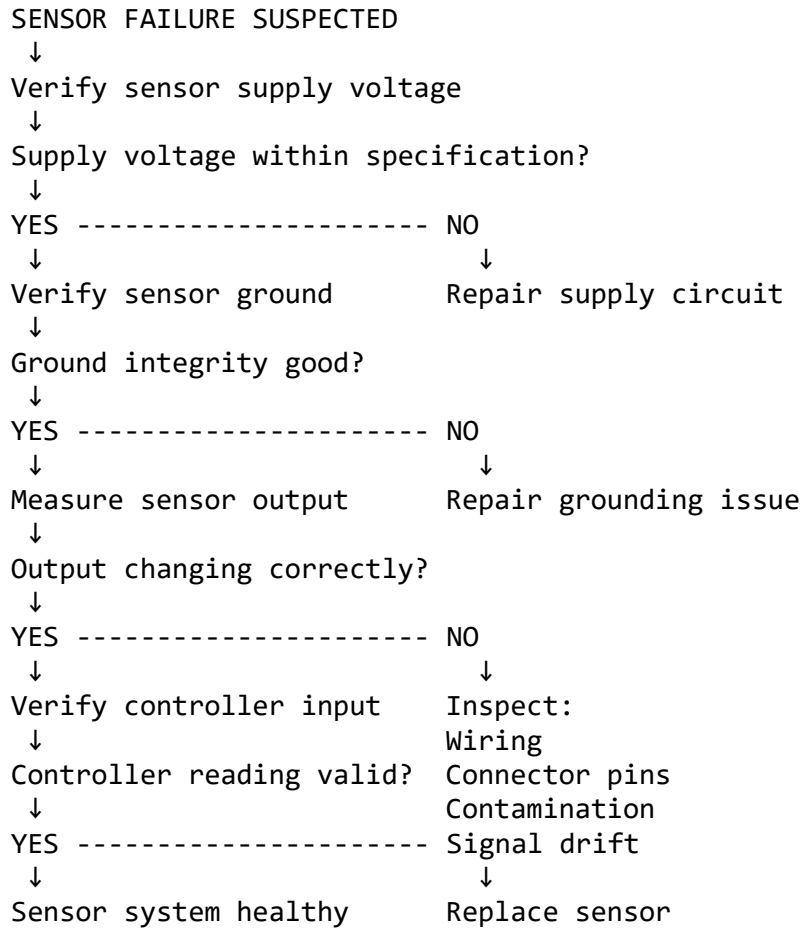 SENSOR FAILURE SUSPECTED
↓
Verify sensor supply voltage
↓
Supply voltage within specification?
↓
YES ---------------------- NO
↓ ↓
Verify sensor ground Repair supply circuit
↓
Ground integrity good?
↓
YES ---------------------- NO
↓ ↓
Measure sensor output Repair grounding issue
↓
Output changing correctly?
↓
YES ---------------------- NO
↓ ↓
Verify controller input Inspect:
↓ Wiring
Controller reading valid? Connector pins
↓ Contamination
YES ---------------------- Signal drift
↓ ↓
Sensor system healthy Replace sensor